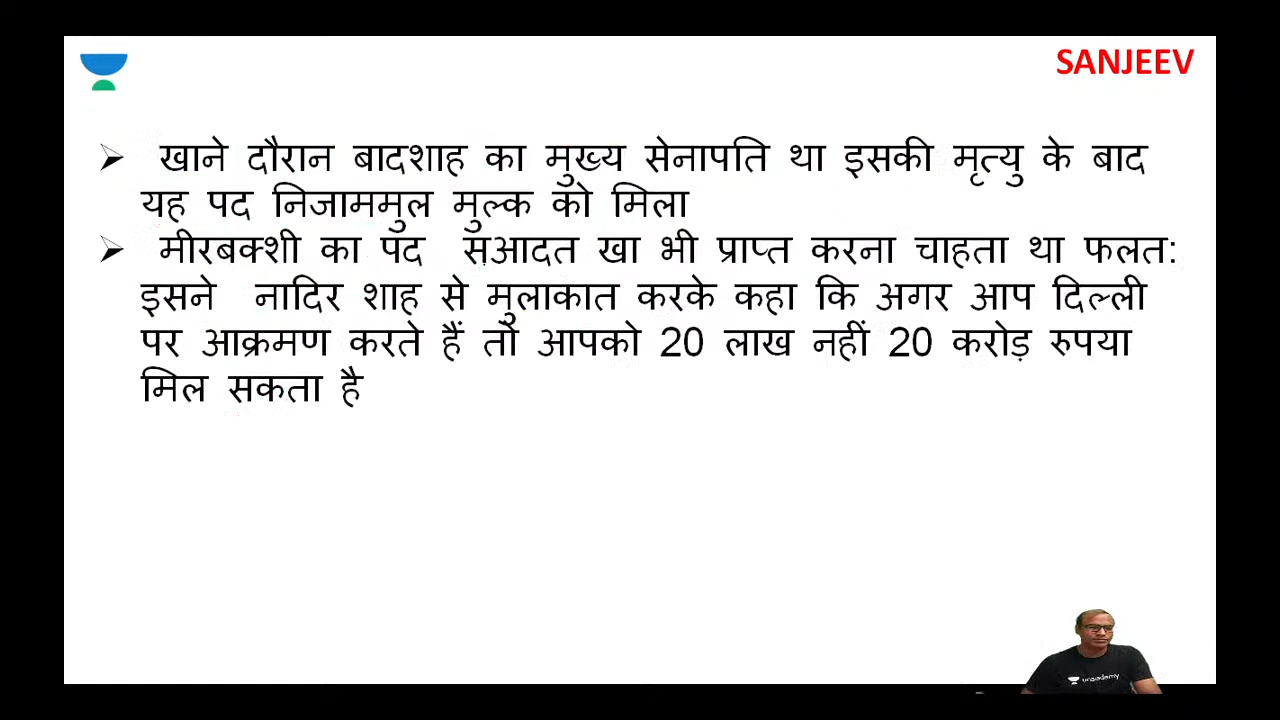 SANJEEV
➢ खाने दौरान बादशाह का मुख्य सेनापति था इसकी मृत्यु के बाद
यह पद निजाममुल मुल्क को मिला
➢ मीरबक्शी का पद सआदत खा भी प्राप्त करना चाहता था फलत:
इसने नादिर शाह से मुलाकात करके कहा कि अगर आप दिल्ली
पर आक्रमण करते हैं तो आपको 20 लाख नहीं 20 करोड़ रुपया
मिल सकता है
unacademy